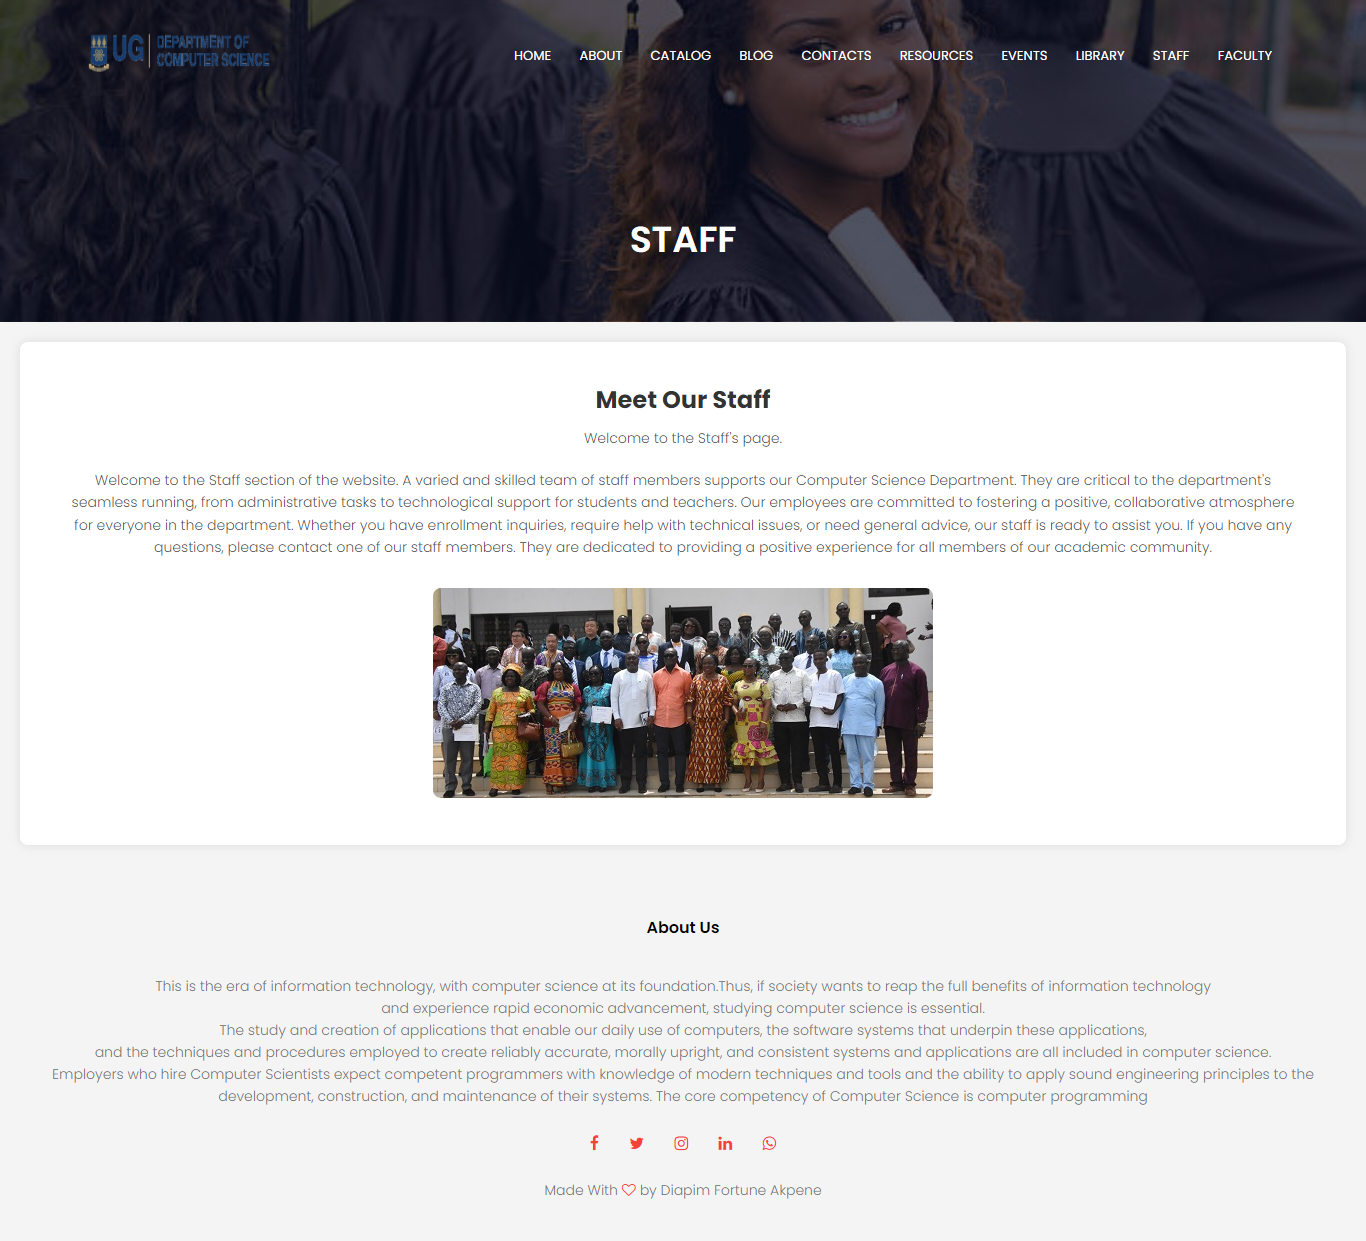 UG DEPARTMENT OF
COMPUTER SCIENCE
HOME ABOUT CATALOG BLOG CONTACTS RESOURCES EVENTS LIBRARY STAFF FACULTY
STAFF
Meet Our Staff
Welcome to the Staff's page.
Welcome to the Staff section of the website. A varied and skilled team of staff members supports our Computer Science Department. They are critical to the department's
seamless running, from administrative tasks to technological support for students and teachers. Our employees are committed to fostering a positive, collaborative atmosphere
for everyone in the department. Whether you have enrollment inquiries, require help with technical issues, or need general advice, our staff is ready to assist you. If you have any
questions, please contact one of our staff members. They are dedicated to providing a positive experience for all members of our academic community.
About Us
This is the era of information technology, with computer science at its foundation.Thus, if society wants to reap the full benefits of information technology
and experience rapid economic advancement, studying computer science is essential.
The study and creation of applications that enable our daily use of computers, the software systems that underpin these applications,
and the techniques and procedures employed to create reliably accurate, morally upright, and consistent systems and applications are all included in computer science.
Employers who hire Computer Scientists expect competent programmers with knowledge of modern techniques and tools and the ability to apply sound engineering principles to the
development, construction, and maintenance of their systems. The core competency of Computer Science is computer programming
Made With ♡ by Diapim Fortune Akpene